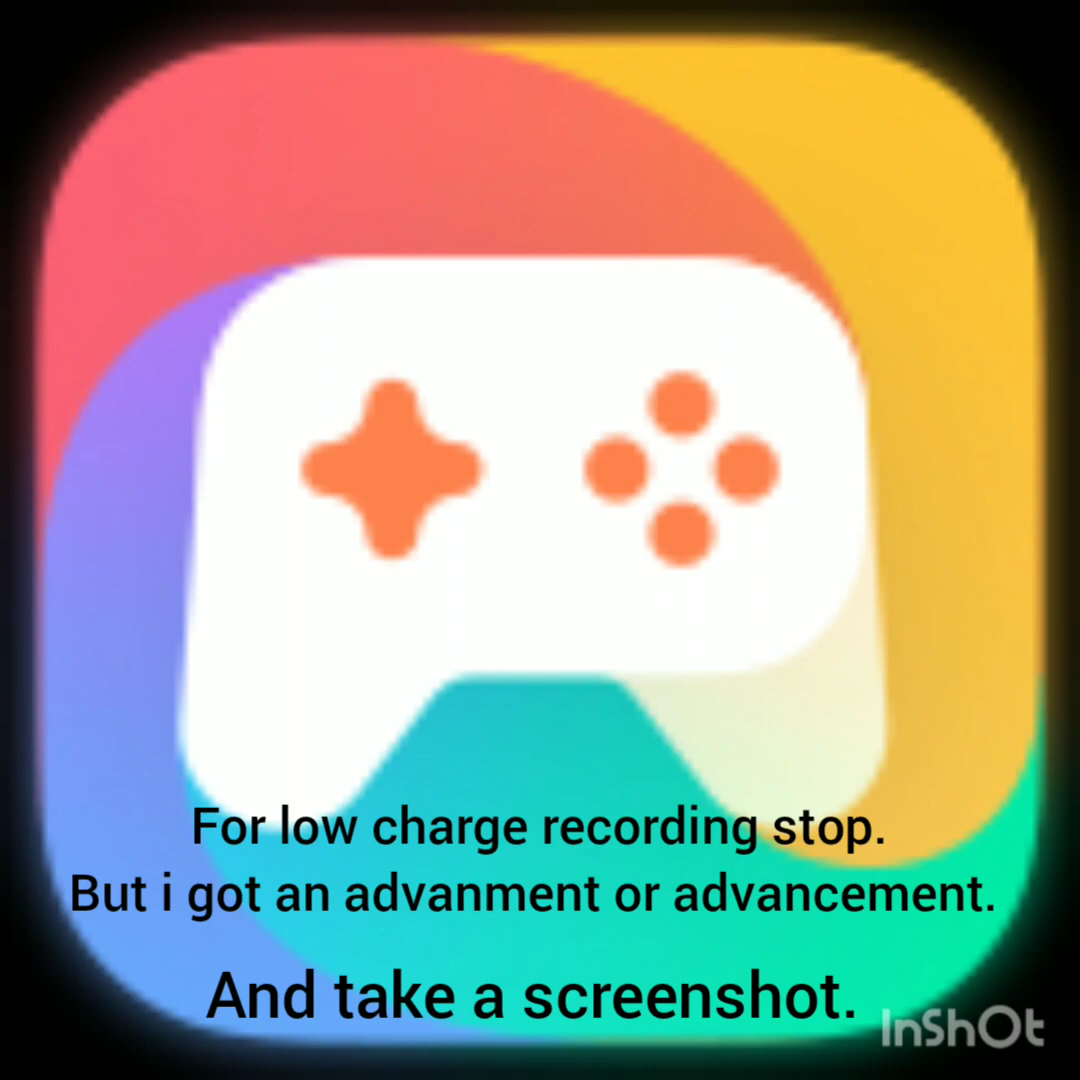 For low charge recording stop.
But i got an advanment or advancement.
And take a screenshot.
InShOt